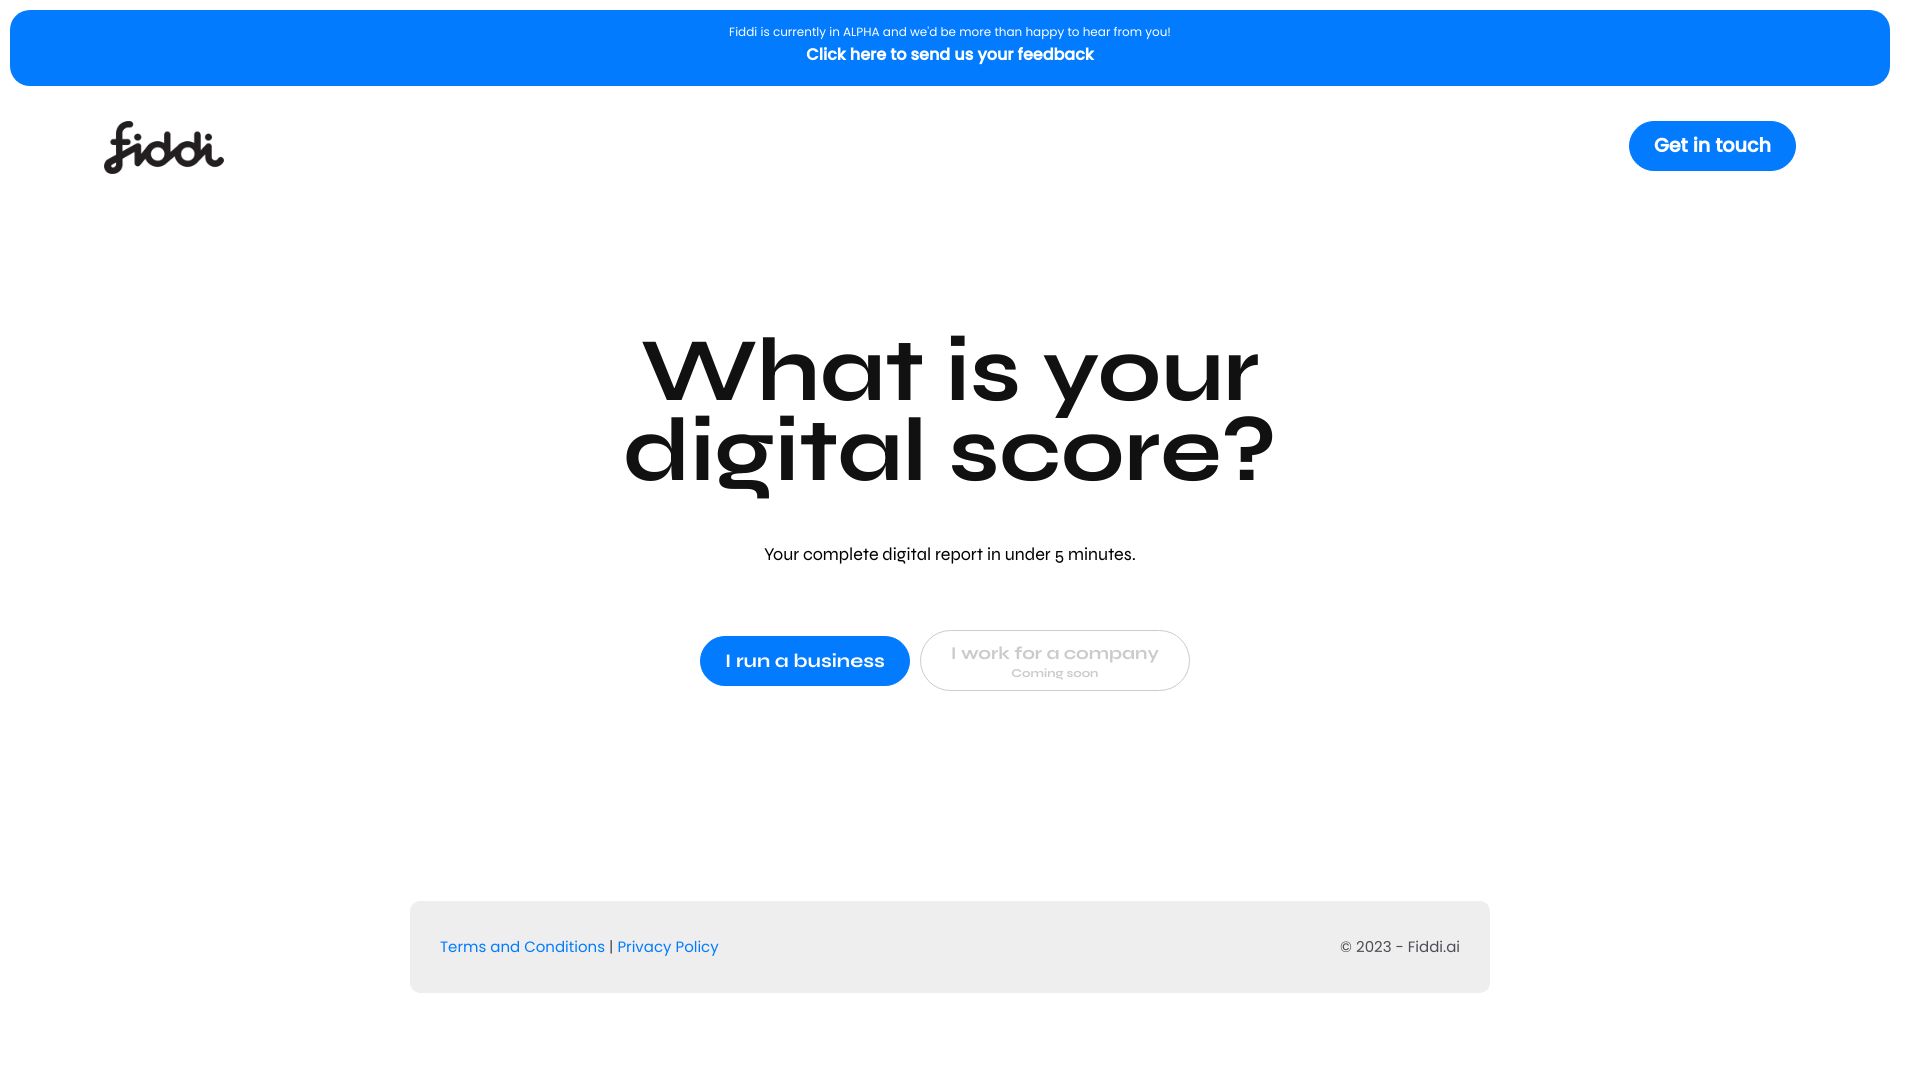 Fiddi is currently in ALPHA and we'd be more than happy to hear from you!
Click here to send us your feedback
fiddi
Get in touch
What is your
digital score?
Your complete digital report in under 5 minutes.
I run a business
I work for a company
Coming soon
Terms and Conditions | Privacy Policy
© 2023 - Fiddi.ai